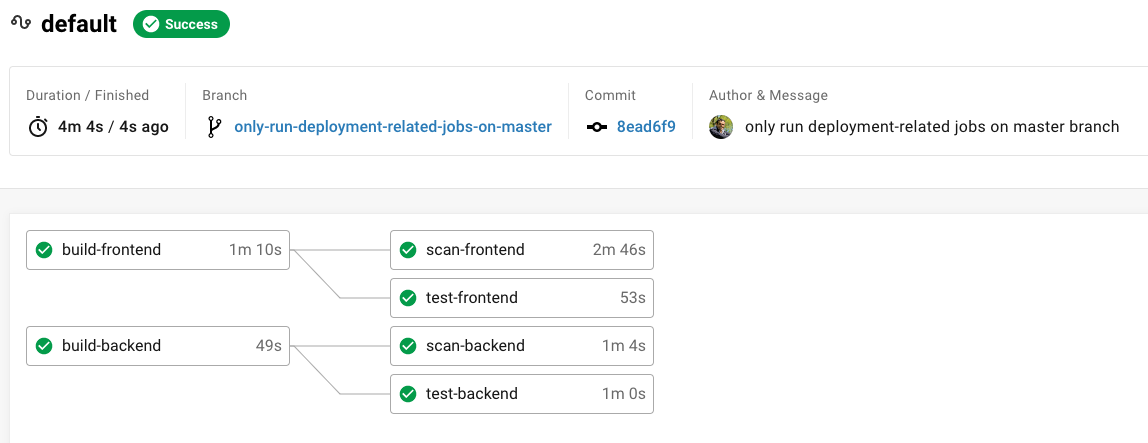 default Success
Duration / Finished Branch Commit Author & Message
4m 4s / 4s ago only-run-deployment-related-jobs-on-master 8ead6f9 only run deployment-related jobs on master branch
build-frontend 1m 10s scan-frontend 2m 46s
test-frontend 53s
build-backend 49s scan-backend 1m 4s
test-backend 1m 0s